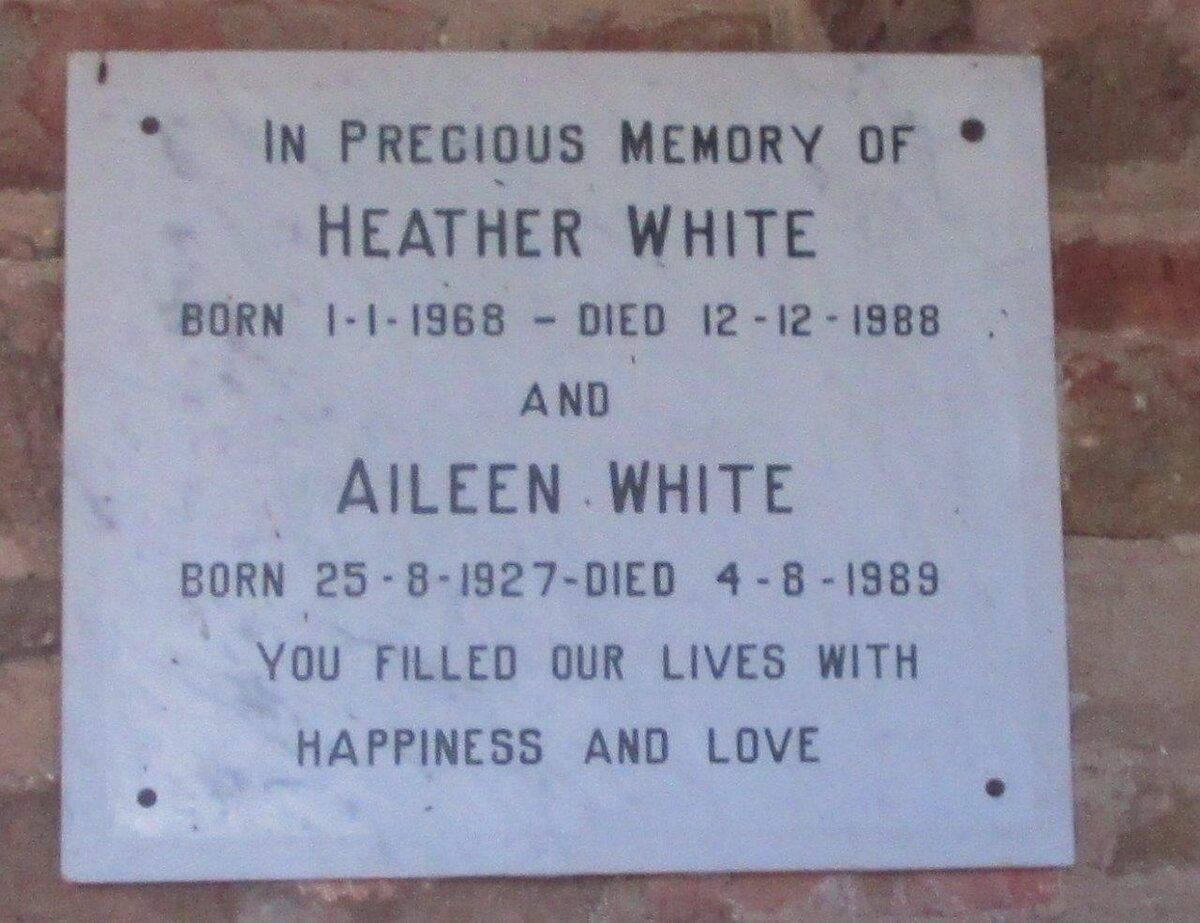 IN PRECIOUS MEMORY OF
HEATHER WHITE
BORN 1-1-1968 - DIED 12-12-1988
AND
AILEEN WHITE
BORN 25-8-1927-DIED 4-8-1989
YOU FILLED OUR LIVES WITH
HAPPINESS AND LOVE